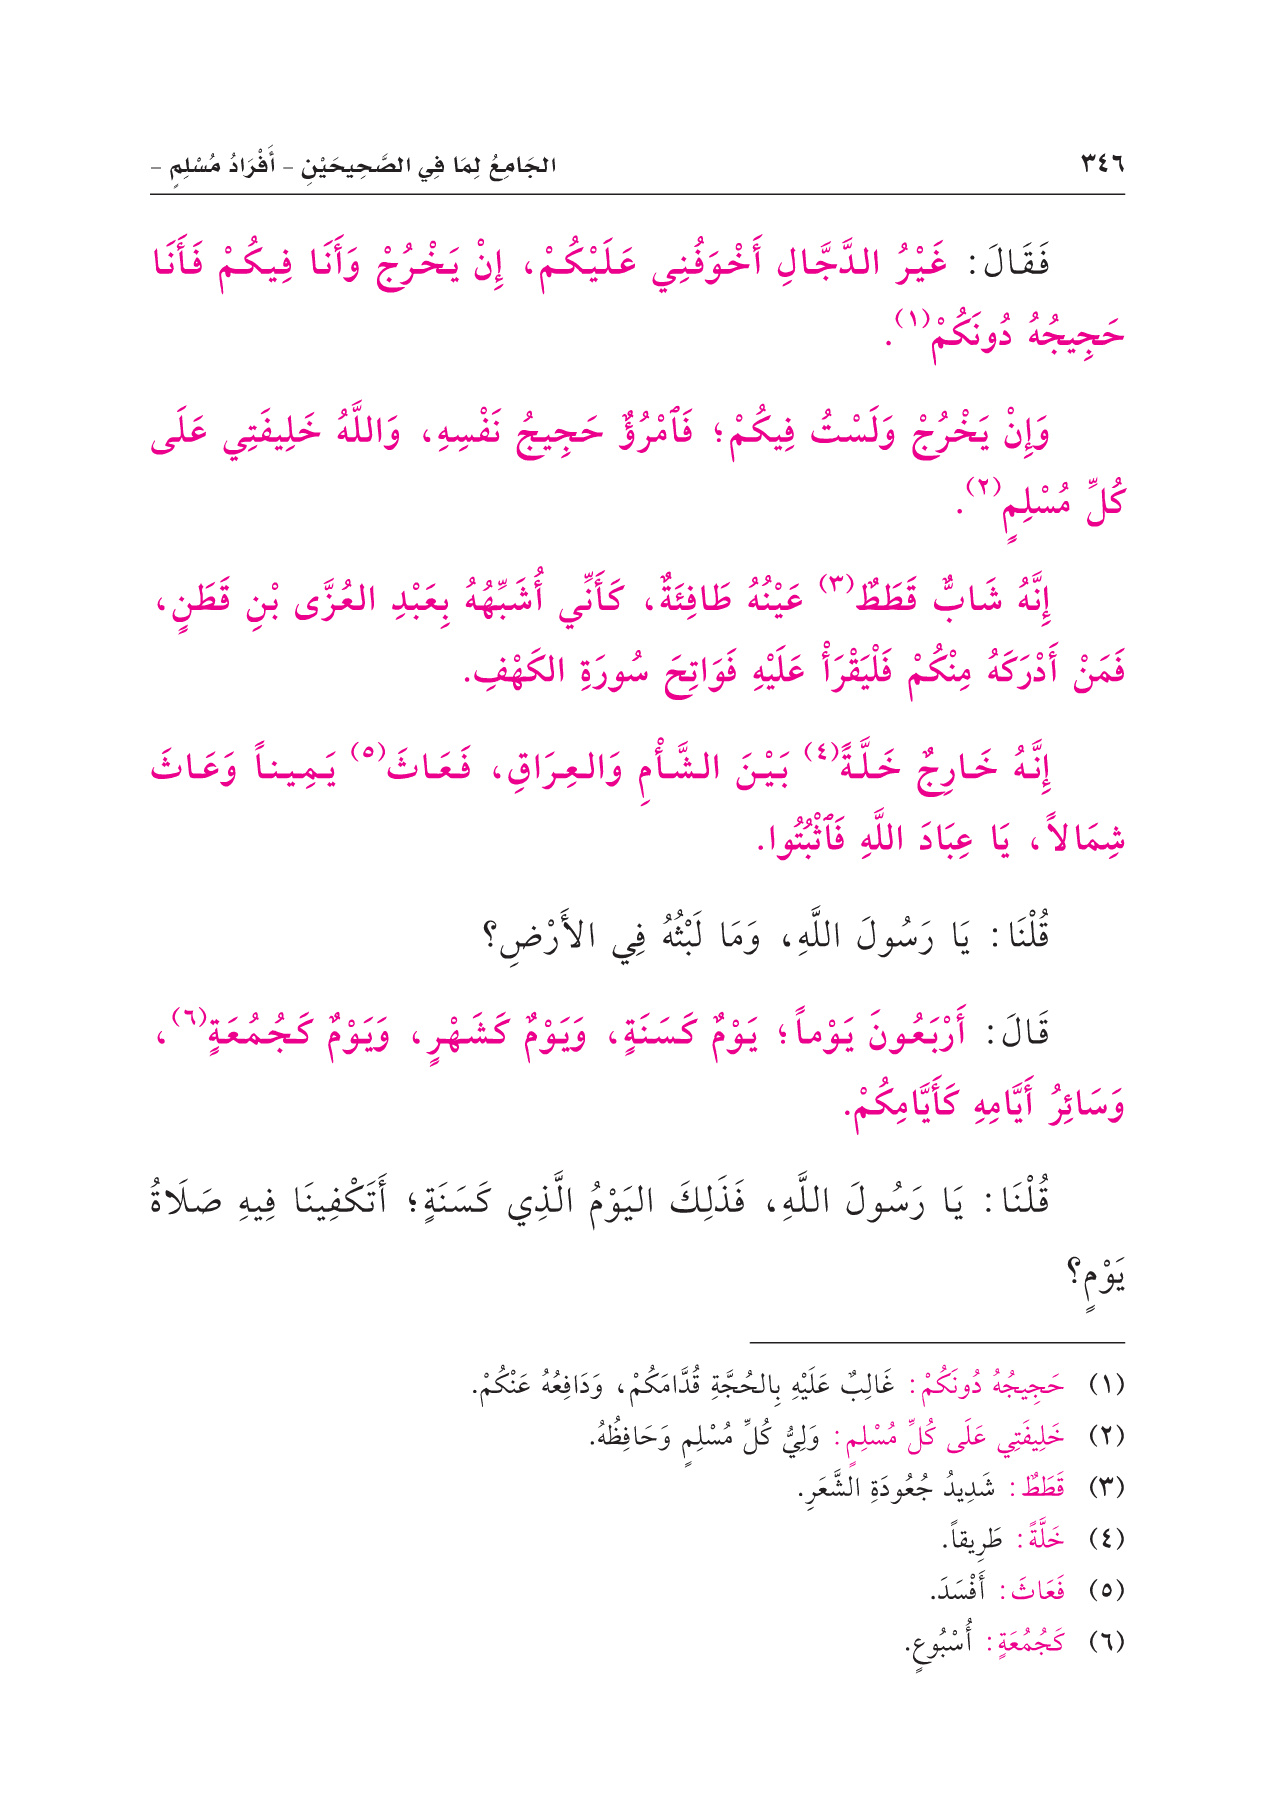 ٣٤٦ الجَامِعُ لِمَا فِي الصَّحِيحَيْنِ - أَفْرَادُ مُسْلِمٍ -
فَقَالَ: غَيْرُ الدَّجَّالِ أَخْوَفُنِي عَلَيْكُمْ، إِنْ يَخْرُجْ وَأَنَا فِيكُمْ فَأَنَا
حَجِيجُهُ دُونَكُمْ(١).
وَإِنْ يَخْرُجْ وَلَسْتُ فِيكُمْ؛ فَٱمْرُؤٌ حَجِيجُ نَفْسِهِ، وَاللَّهُ خَلِيفَتِي عَلَى
كُلِّ مُسْلِمٍ(٢).
إِنَّهُ شَابٌّ قَطَطٌ(٣) عَيْنُهُ طَافِئَةٌ، كَأَنِّي أُشَبِّهُهُ بِعَبْدِ العُزَّى بْنِ قَطَنٍ،
فَمَنْ أَدْرَكَهُ مِنْكُمْ فَلْيَقْرَأْ عَلَيْهِ فَوَاتِحَ سُورَةِ الكَهْفِ.
إِنَّهُ خَارِجٌ خَلَّةً(٤) بَيْنَ الشَّأْمِ وَالعِرَاقِ، فَعَاثَ(٥) يَمِيناً وَعَاثَ
شِمَالاً، يَا عِبَادَ اللَّهِ فَٱثْبُتُوا.
قُلْنَا: يَا رَسُولَ اللَّهِ، وَمَا لَبْثُهُ فِي الأَرْضِ؟
قَالَ: أَرْبَعُونَ يَوْماً؛ يَوْمٌ كَسَنَةٍ، وَيَوْمٌ كَشَهْرٍ، وَيَوْمٌ كَجُمُعَةٍ(٦)،
وَسَائِرُ أَيَّامِهِ كَأَيَّامِكُمْ.
قُلْنَا: يَا رَسُولَ اللَّهِ، فَذَلِكَ اليَوْمُ الَّذِي كَسَنَةٍ؛ أَتَكْفِينَا فِيهِ صَلَاةُ
يَوْمٍ؟
(١) حَجِيجُهُ دُونَكُمْ: غَالِبٌ عَلَيْهِ بِالحُجَّةِ قُدَّامَكُمْ، وَدَافِعُهُ عَنْكُمْ.
(٢) خَلِيفَتِي عَلَى كُلِّ مُسْلِمٍ: وَلِيُّ كُلِّ مُسْلِمٍ وَحَافِظُهُ.
(٣) قَطَطٌ: شَدِيدُ جُعُودَةِ الشَّعَرِ.
(٤) خَلَّةً: طَرِيقاً.
(٥) فَعَاثَ: أَفْسَدَ.
(٦) كَجُمُعَةٍ: أُسْبُوعٍ.